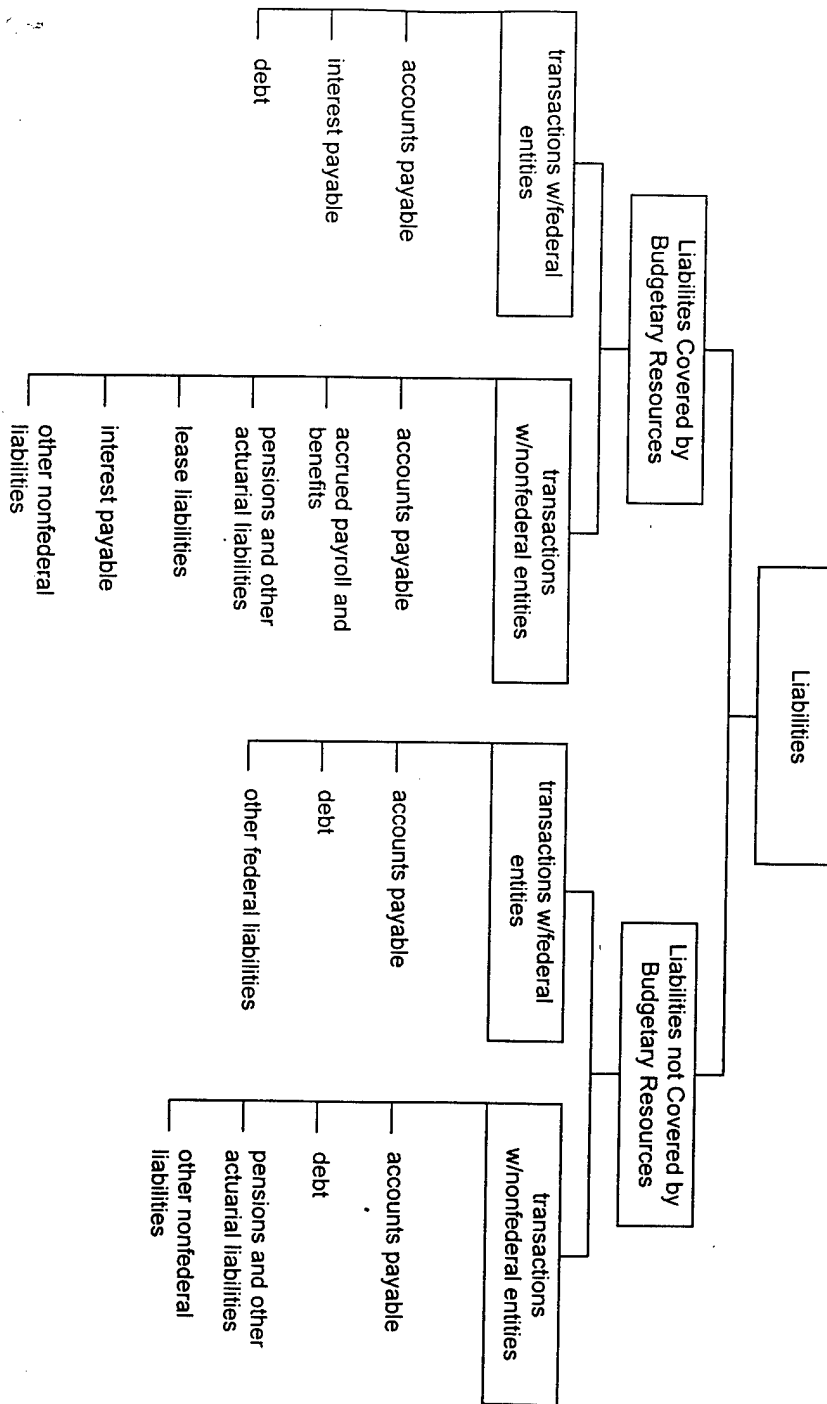 Liabilities
Liabilites Covered by
Budgetary Resources
transactions w/federal
entities
accounts payable
interest payable
debt
transactions
w/nonfederal entities
accounts payable
accrued payroll and
benefits
pensions and other
actuarial liabilities
lease liabilities
interest payable
other nonfederal
liabilities
Liabilities not Covered by
Budgetary Resources
transactions w/federal
entities
accounts payable
debt
other federal liabilities
transactions
w/nonfederal entities
accounts payable
debt
pensions and other
actuarial liabilities
other nonfederal
liabilities